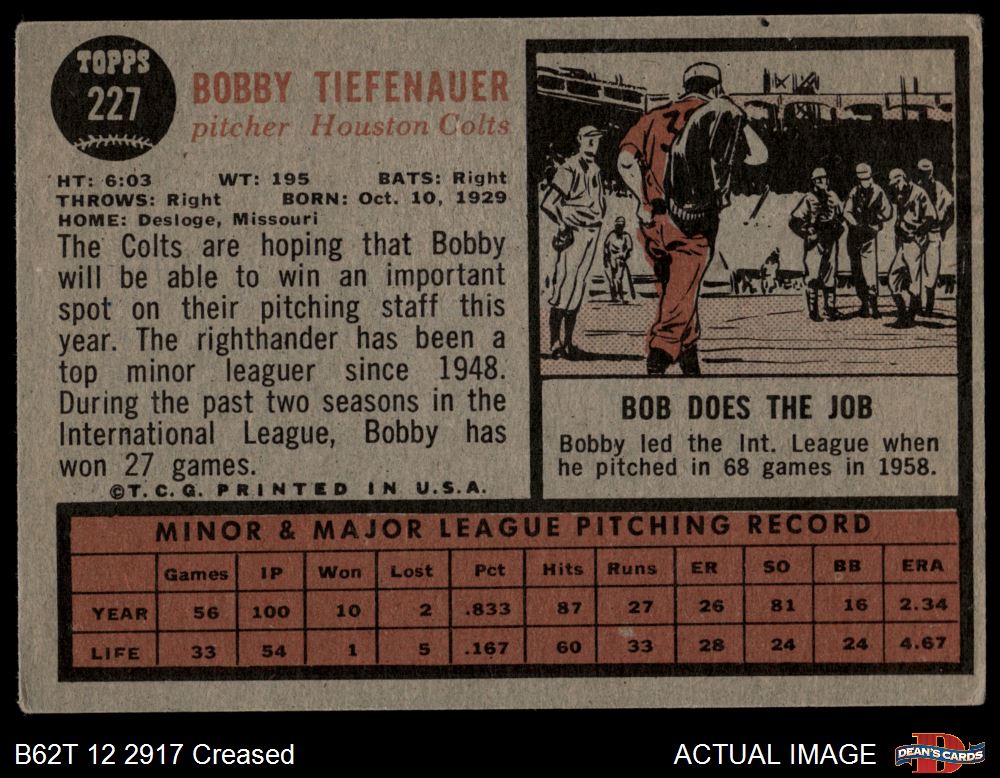 TOPPS
227
BOBBY TIEFENAUER
pitcher Houston Colts
HT: 6:03 WT: 195 BATS: Right
THROWS: Right BORN: Oct. 10, 1929
HOME: Desloge, Missouri
The Colts are hoping that Bobby
will be able to win an important
spot on their pitching staff this
year. The righthander has been a
top minor leaguer since 1948.
During the past two seasons in the
International League, Bobby has
won 27 games.
©T.C.G. PRINTED IN U.S.A.
BOB DOES THE JOB
Bobby led the Int. League when
he pitched in 68 games in 1958.
MINOR & MAJOR LEAGUE PITCHING RECORD
Games IP Won Lost Pct Hits Runs ER SO BB ERA
YEAR 56 100 10 2 .833 87 27 26 81 16 2.34
LIFE 33 54 1 5 .167 60 33 28 24 24 4.67
B62T 12 2917 Creased
ACTUAL IMAGE
DEAN'S CARDS